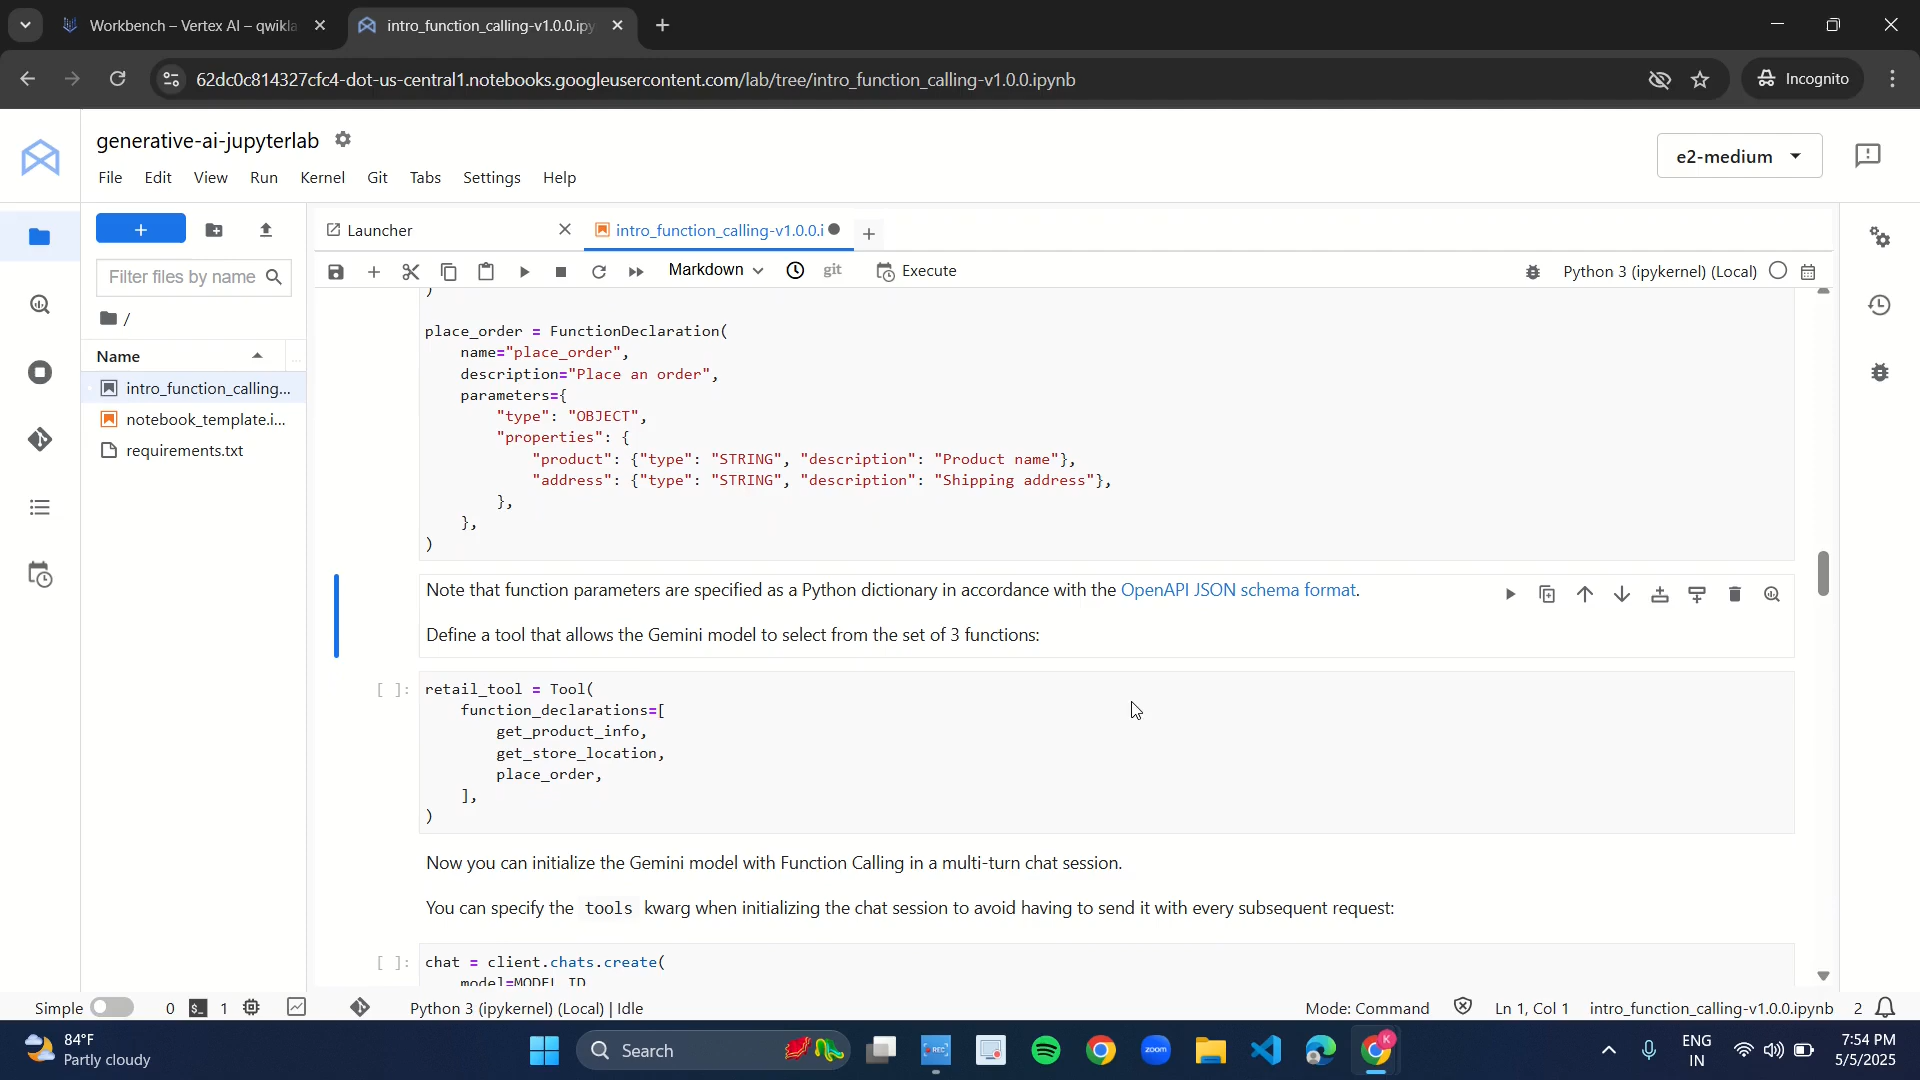 Workbench – Vertex AI – qwikla
intro_function_calling-v1.0.0.ipy
62dc0c814327cfc4-dot-us-central1.notebooks.googleusercontent.com/lab/tree/intro_function_calling-v1.0.0.ipynb
Incognito
generative-ai-jupyterlab
e2-medium
File Edit View Run Kernel Git Tabs Settings Help
Launcher
intro_function_calling-v1.0.0.i
Filter files by name
Markdown
git
Execute
Python 3 (ipykernel) (Local)
/
Name
intro_function_calling...
notebook_template.i...
requirements.txt
)
place_order = FunctionDeclaration(
name="place_order",
description="Place an order",
parameters={
"type": "OBJECT",
"properties": {
"product": {"type": "STRING", "description": "Product name"},
"address": {"type": "STRING", "description": "Shipping address"},
},
},
)
Note that function parameters are specified as a Python dictionary in accordance with the OpenAPI JSON schema format.
Define a tool that allows the Gemini model to select from the set of 3 functions:
[ ]: retail_tool = Tool(
function_declarations=[
get_product_info,
get_store_location,
place_order,
],
)
Now you can initialize the Gemini model with Function Calling in a multi-turn chat session.
You can specify the tools kwarg when initializing the chat session to avoid having to send it with every subsequent request:
[ ]: chat = client.chats.create(
model=MODEL_ID
Simple 0 1 Python 3 (ipykernel) (Local) | Idle Mode: Command Ln 1, Col 1 intro_function_calling-v1.0.0.ipynb 2
84°F
Partly cloudy
Search
REC
zoom
K
ENG
IN
7:54 PM
5/5/2025